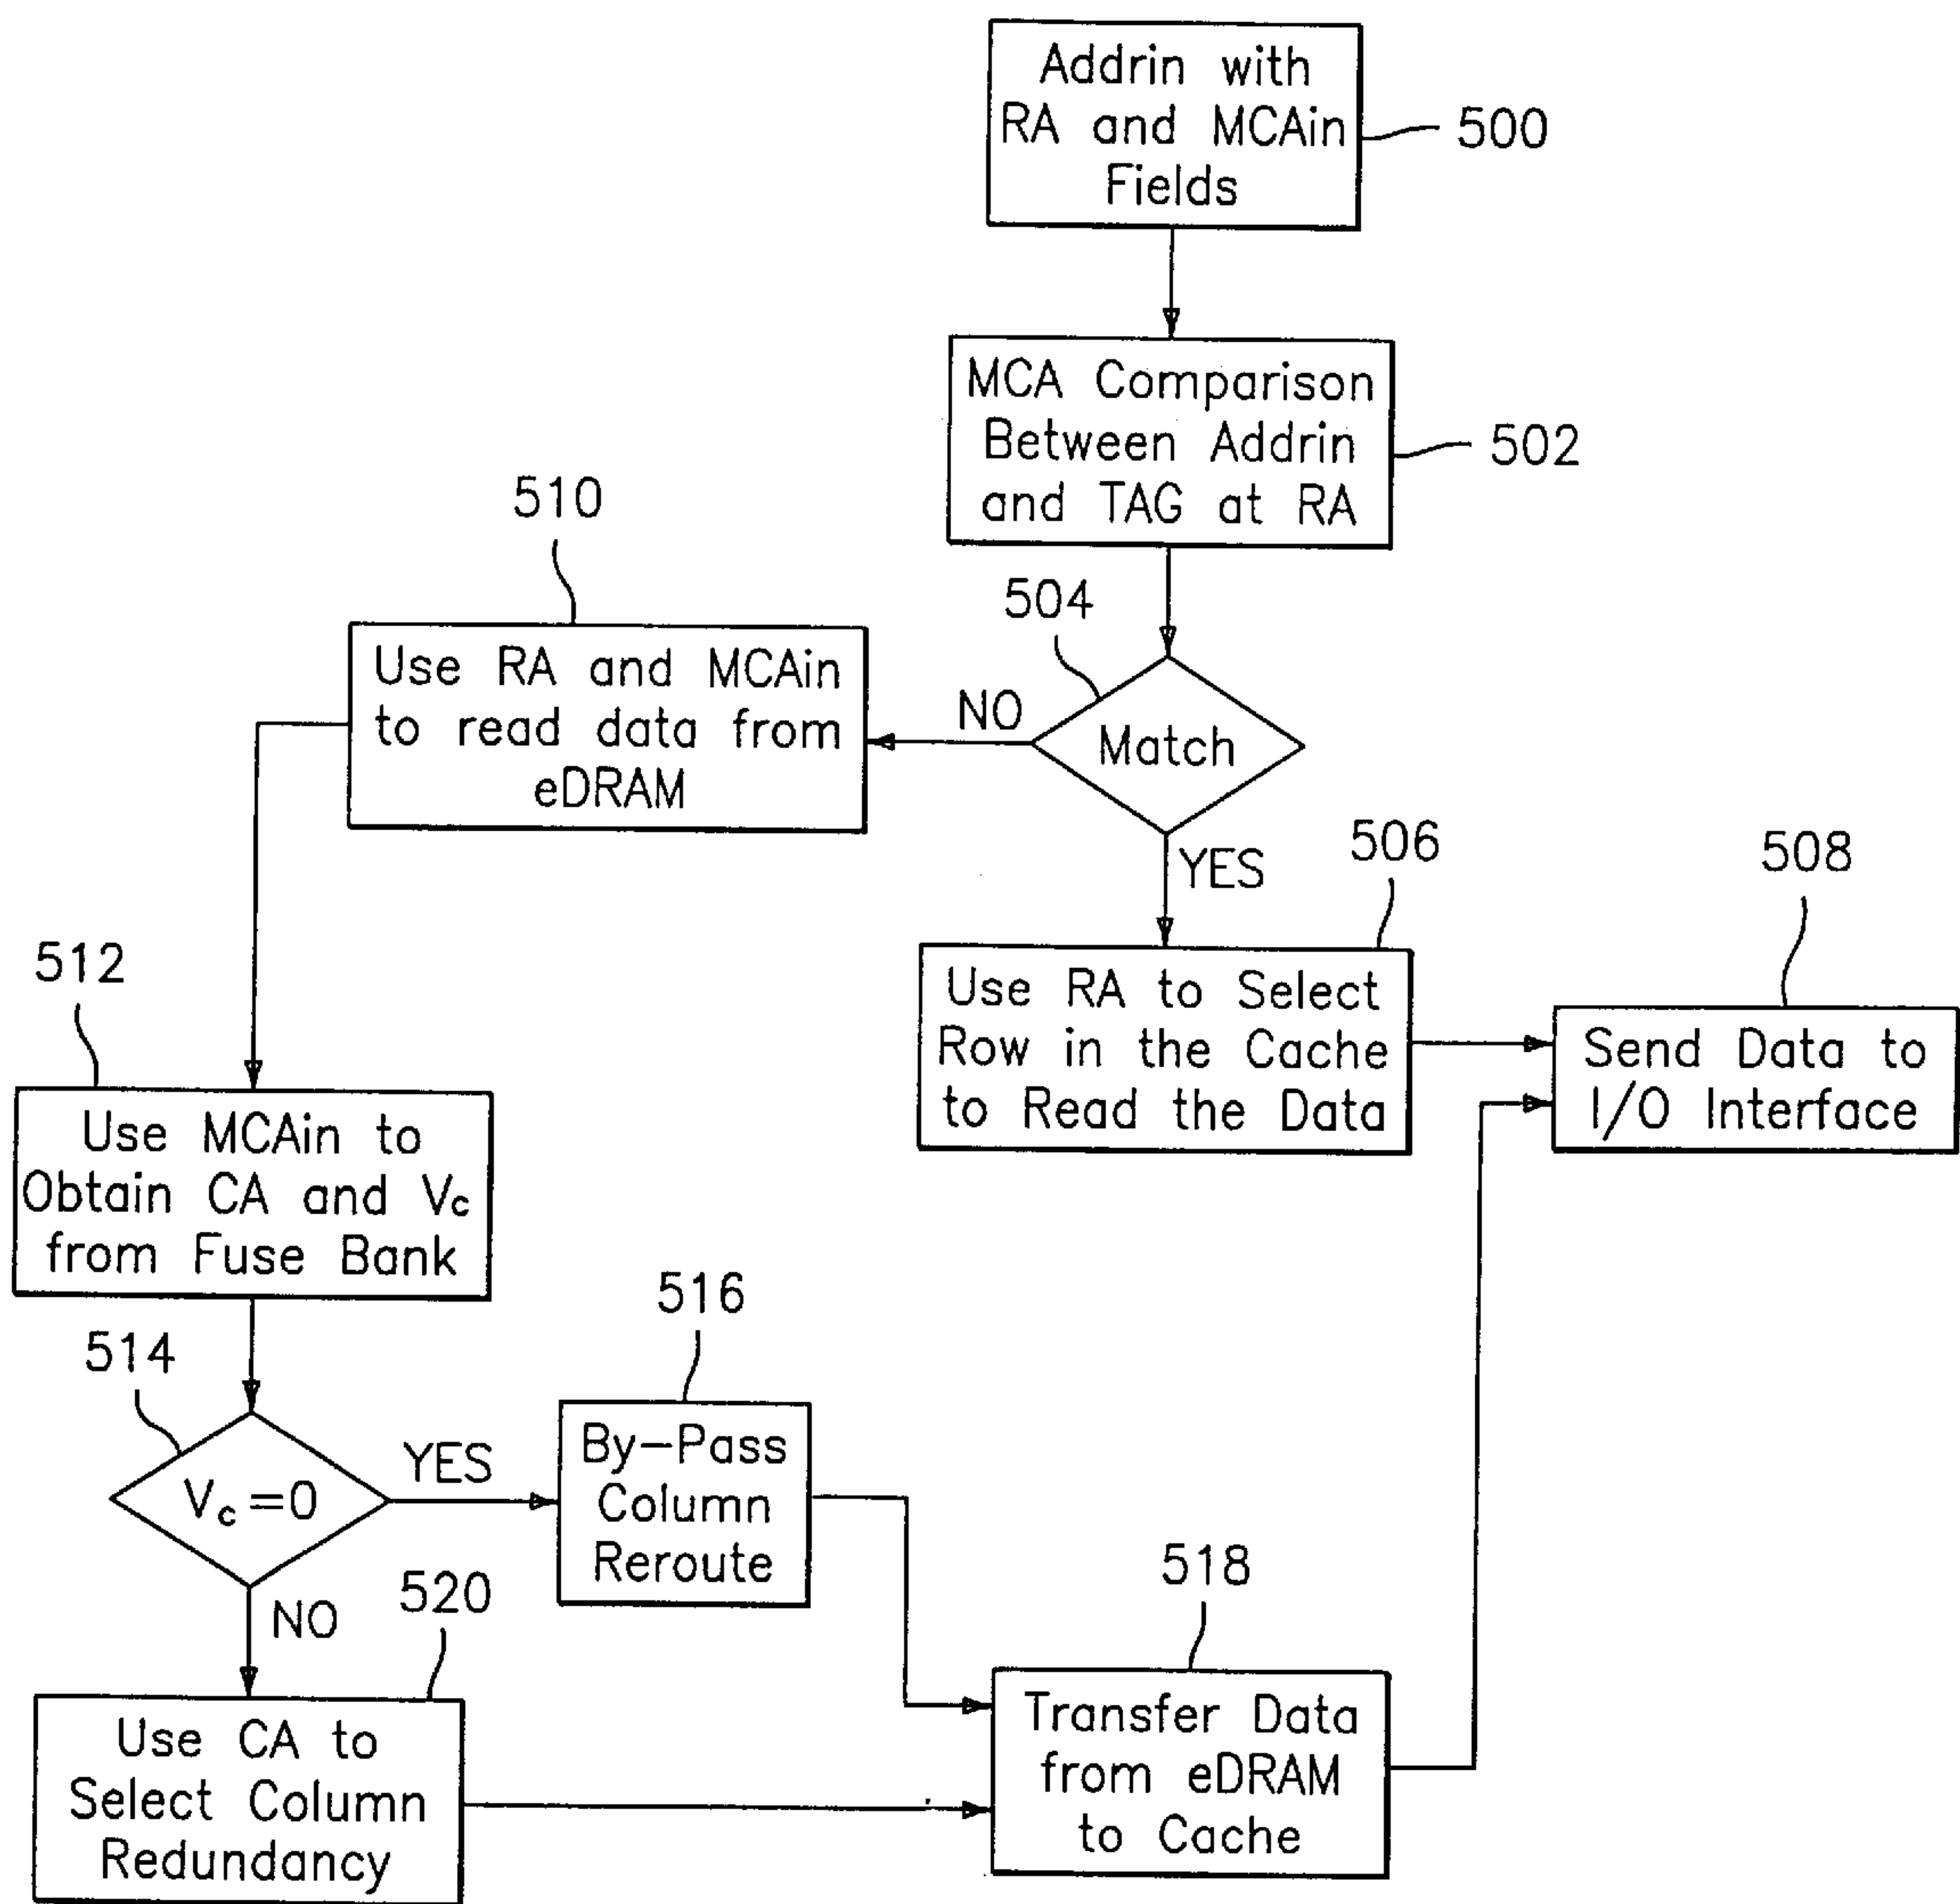 Addrin with
RA and MCAin
Fields
500
MCA Comparison
Between Addrin
and TAG at RA
502
504
Match
NO
YES
510
Use RA and MCAin
to read data from
eDRAM
506
Use RA to Select
Row in the Cache
to Read the Data
508
Send Data to
I/O Interface
512
Use MCAin to
Obtain CA and Vc
from Fuse Bank
514
Vc=0
YES
NO
516
By-Pass
Column
Reroute
518
Transfer Data
from eDRAM
to Cache
520
Use CA to
Select Column
Redundancy